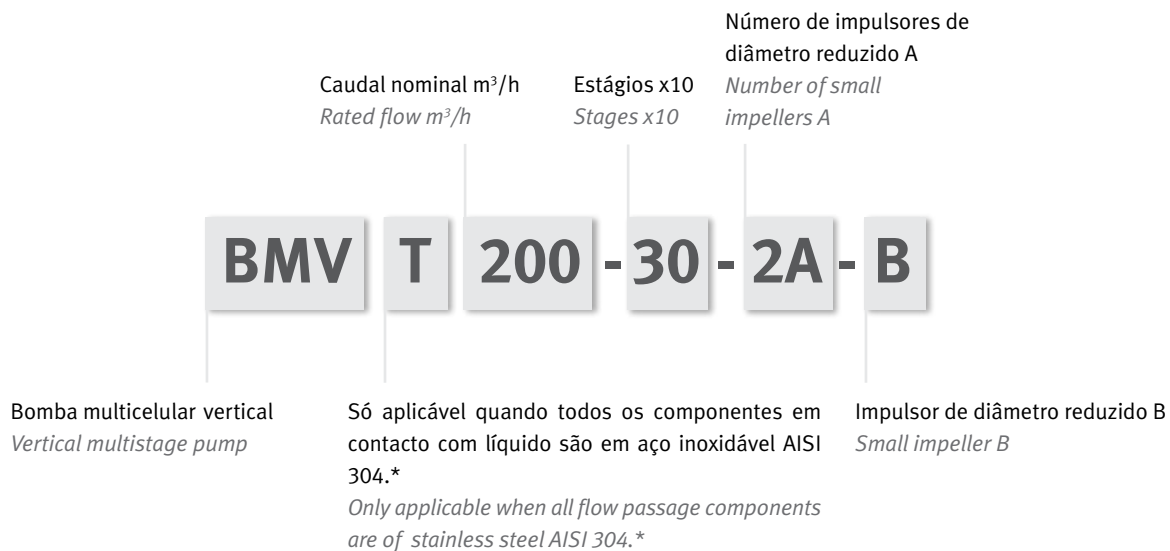 Número de impulsores de
diâmetro reduzido A
Number of small
impellers A
Caudal nominal m³/h
Rated flow m³/h
Estágios x10
Stages x10
BMV T 200 - 30 - 2A - B
Bomba multicelular vertical
Vertical multistage pump
Só aplicável quando todos os componentes em
contacto com líquido são em aço inoxidável AISI
304.*
Only applicable when all flow passage components
are of stainless steel AISI 304.*
Impulsor de diâmetro reduzido B
Small impeller B